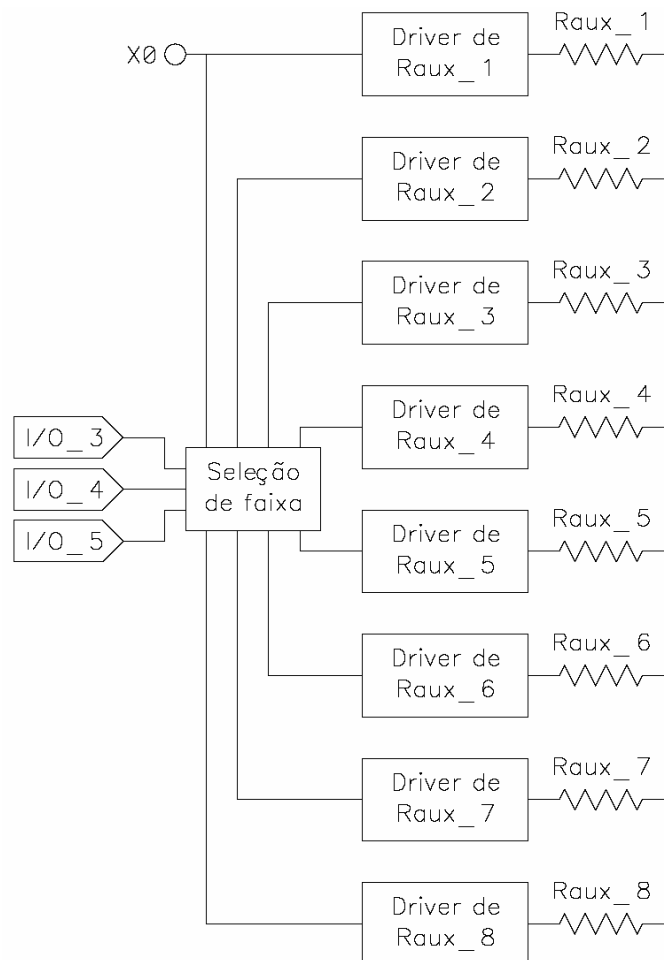 X0
Driver de
Raux_1
Raux_1
Driver de
Raux_2
Raux_2
Driver de
Raux_3
Raux_3
Driver de
Raux_4
Raux_4
I/O_3
I/O_4
I/O_5
Seleção
de faixa
Driver de
Raux_5
Raux_5
Driver de
Raux_6
Raux_6
Driver de
Raux_7
Raux_7
Driver de
Raux_8
Raux_8